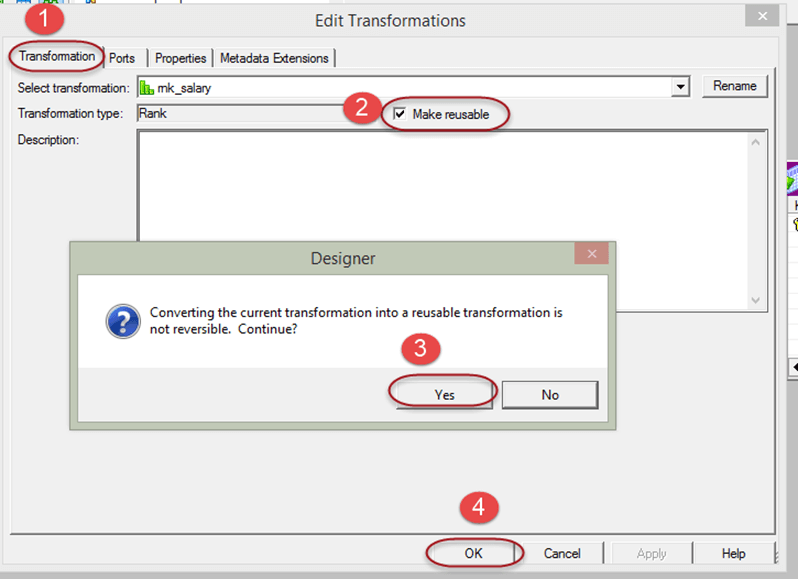 1
Edit Transformations
Transformation Ports Properties Metadata Extensions
Select transformation: rnk_salary Rename
Transformation type: Rank 2 Make reusable
Description:
Designer
Converting the current transformation into a reusable transformation is
not reversible. Continue?
3
Yes No
4
OK Cancel Apply Help